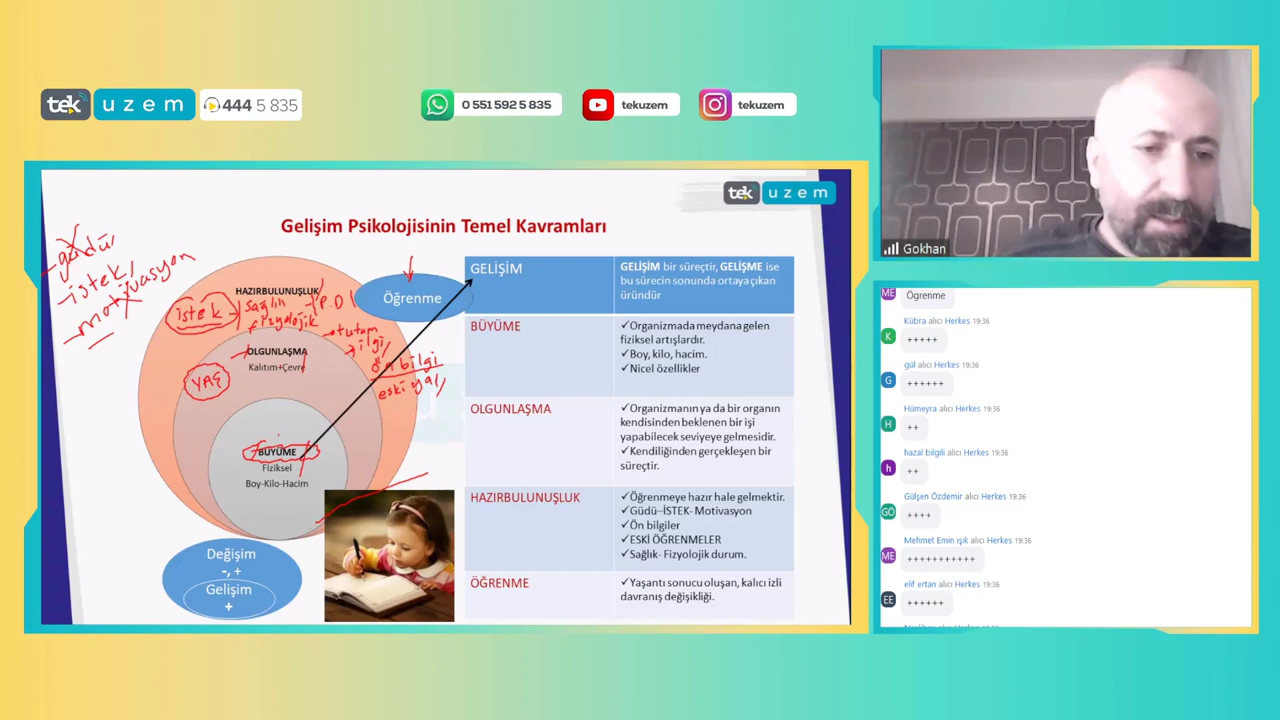 tek uzem 444 5 835
0 551 592 5 835
tekuzem
tekuzem
Gokhan
tek uzem
Gelişim Psikolojisinin Temel Kavramları
-güdü,
-istek,
-motivasyon
HAZIRBULUNUŞLUK
istek
sağlık
fizyolojik
Öğrenme
-tutum
ilgi,
ön bilgi
eski yaş,
OLGUNLAŞMA
Kalıtım+Çevre
YAŞ
BÜYÜME
Fiziksel
Boy-Kilo-Hacim
Değişim
-, +
Gelişim
+
GELİŞİM
GELİŞİM bir süreçtir, GELİŞME ise
bu sürecin sonunda ortaya çıkan
üründür
BÜYÜME
✓Organizmada meydana gelen
fiziksel artışlardır.
✓Boy, kilo, hacim.
✓Nicel özellikler
OLGUNLAŞMA
✓Organizmanın ya da bir organın
kendisinden beklenen bir işi
yapabilecek seviyeye gelmesidir.
✓Kendiliğinden gerçekleşen bir
süreçtir.
HAZIRBULUNUŞLUK
✓Öğrenmeye hazır hale gelmektir.
✓Güdü–İSTEK- Motivasyon
✓Ön bilgiler
✓ESKİ ÖĞRENMELER
✓Sağlık- Fizyolojik durum.
ÖĞRENME
✓Yaşantı sonucu oluşan, kalıcı izli
davranış değişikliği.
ME
Ögrenme
Kübra alıcı Herkes 19:36
K
+++++
gül alıcı Herkes 19:36
G
++++++
Hümeyra alıcı Herkes 19:36
H
++
hazal bilgili alıcı Herkes 19:36
h
++
Gülşen Özdemir alıcı Herkes 19:36
GÖ
++++
Mehmet Emin ışık alıcı Herkes 19:36
ME
+++++++++++
elif ertan alıcı Herkes 19:36
EE
++++++